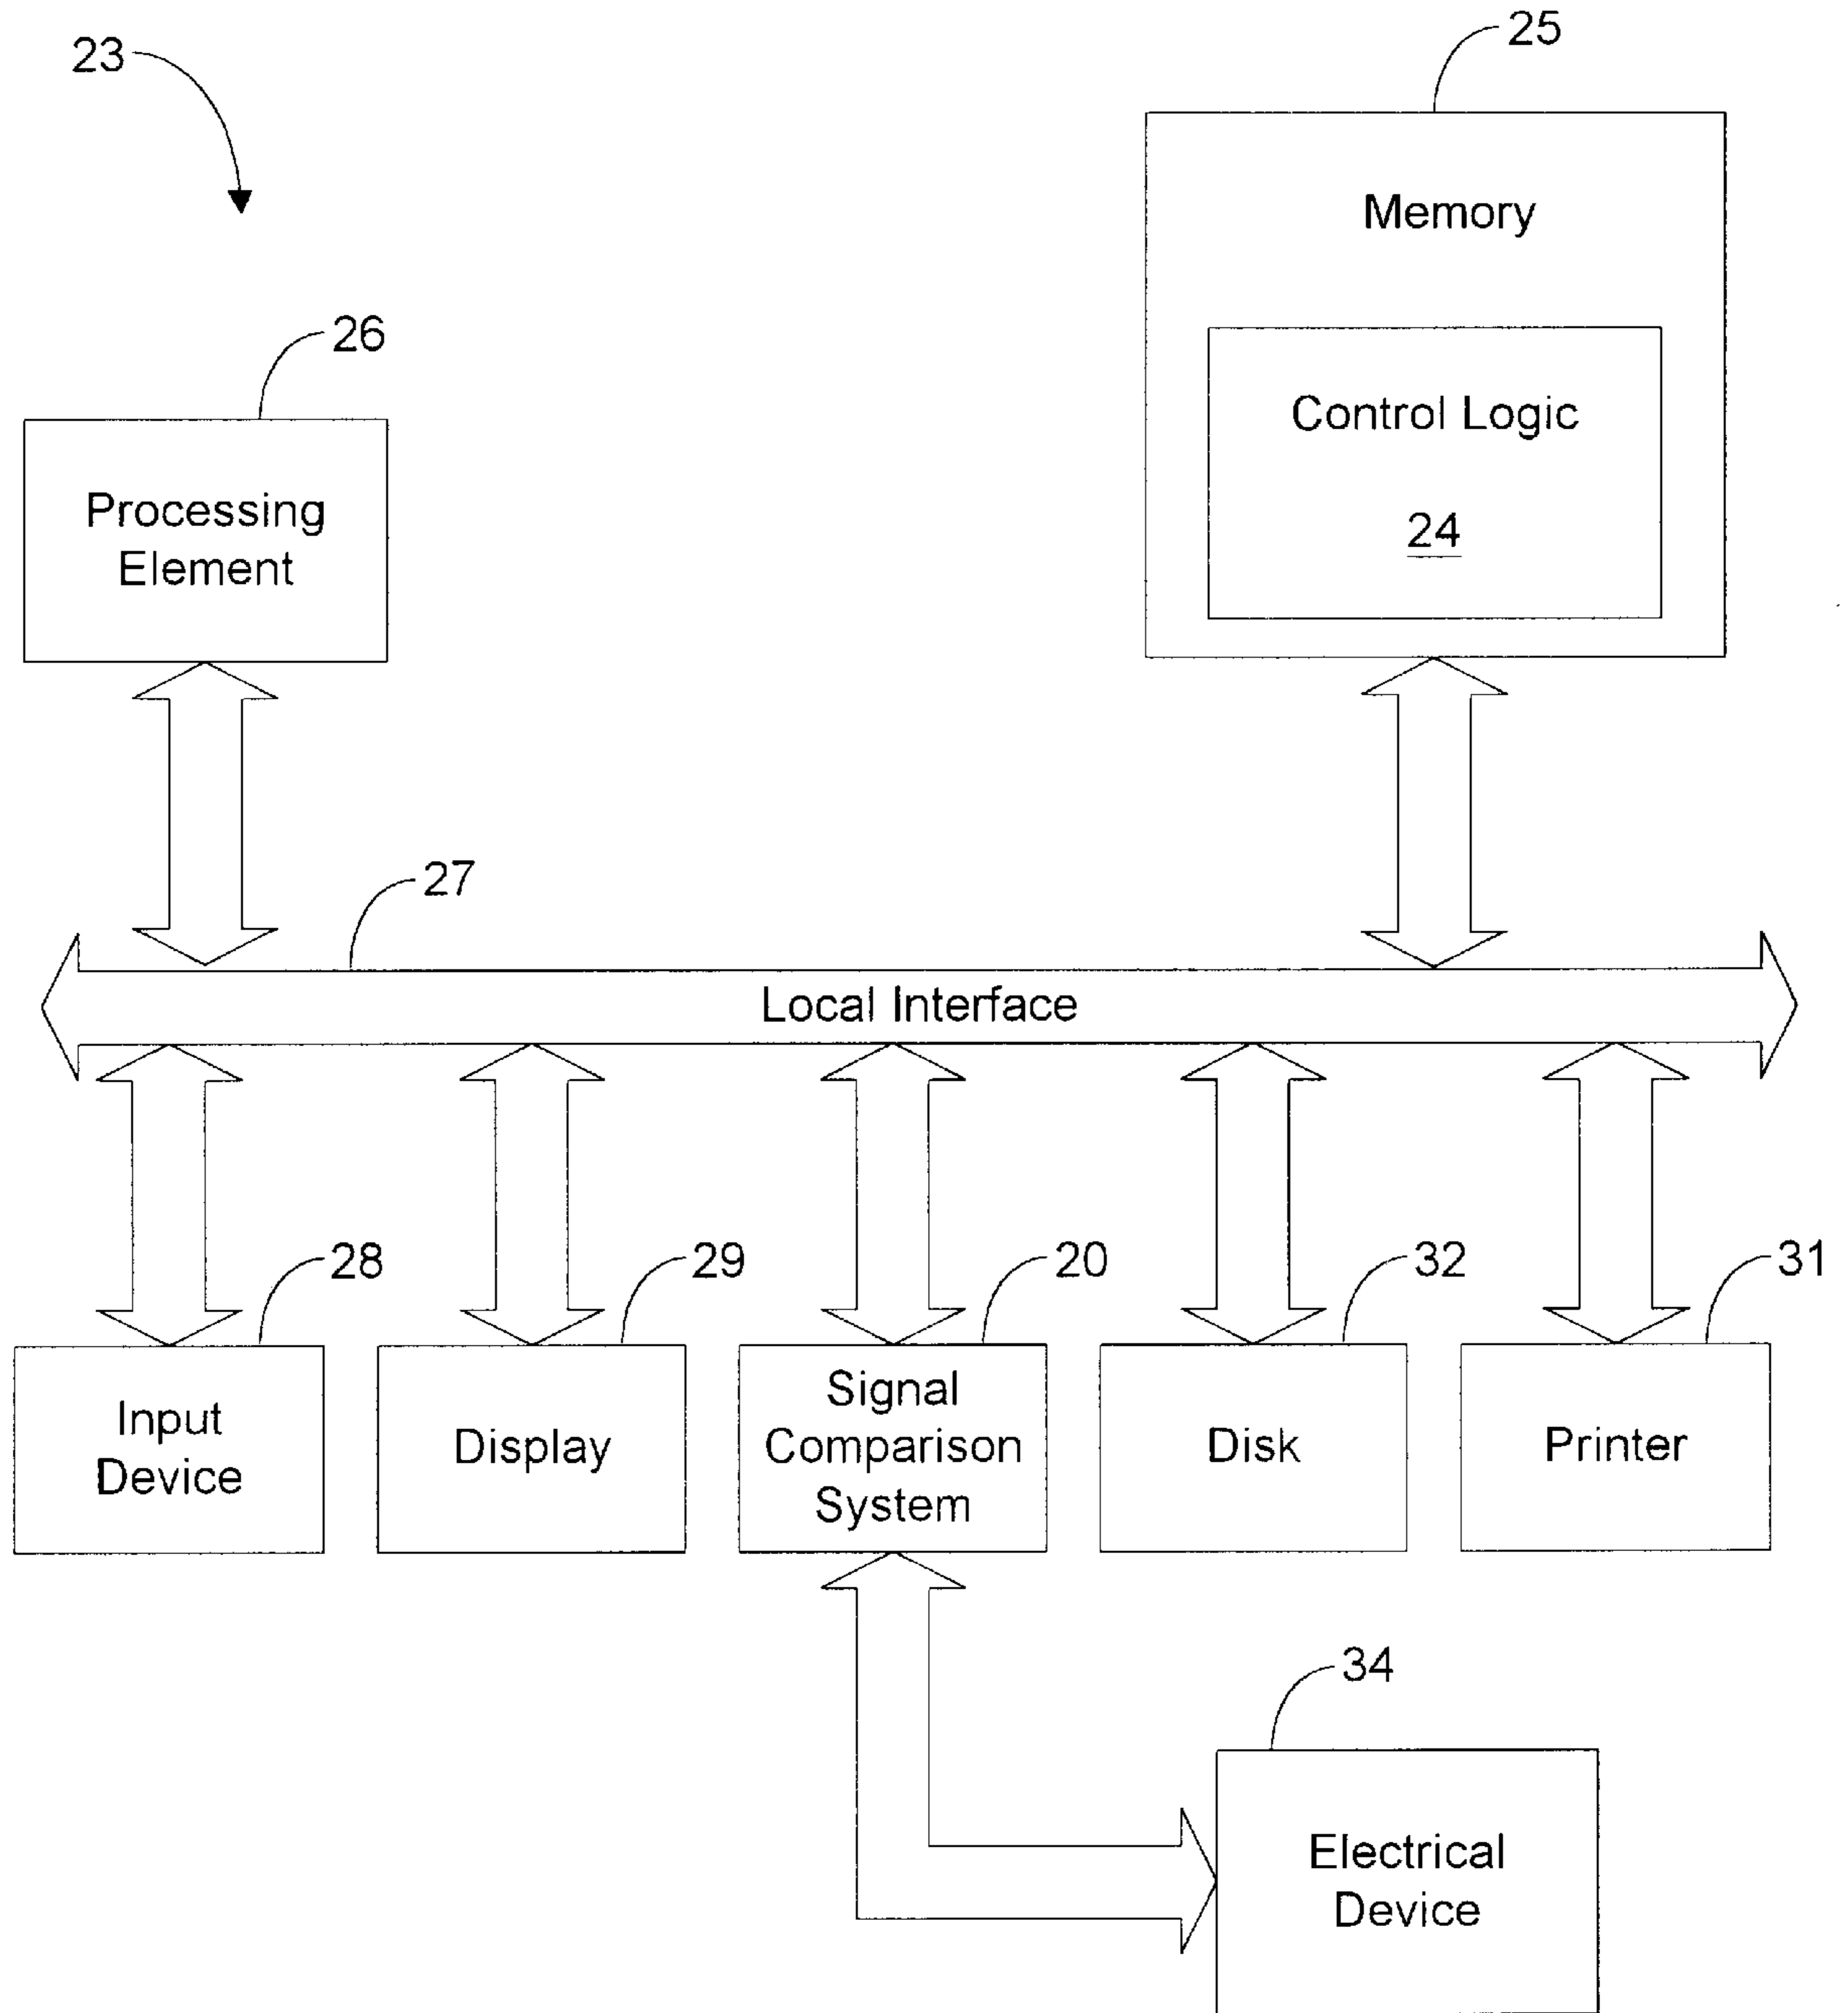 23
25
Memory
26
Control Logic
24
Processing
Element
27
Local Interface
28
29
20
32
31
Input
Device
Display
Signal
Comparison
System
Disk
Printer
34
Electrical
Device